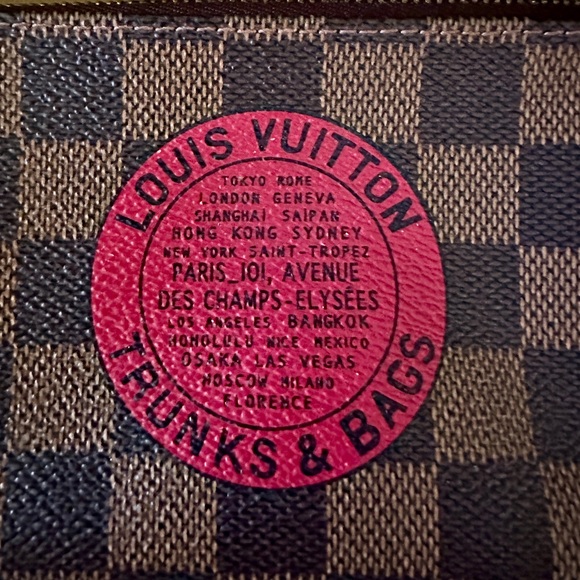 LOUIS VUITTON
TOKYO ROME
LONDON GENEVA
SHANGHAI SAIPAN
HONG KONG SYDNEY
NEW YORK SAINT-TROPEZ
PARIS_101, AVENUE
DES CHAMPS-ELYSÉES
LOS ANGELES BANGKOK
HONOLULU NICE MEXICO
OSAKA LAS VEGAS
MOSCOW MILANO
FLORENCE
TRUNKS & BAGS